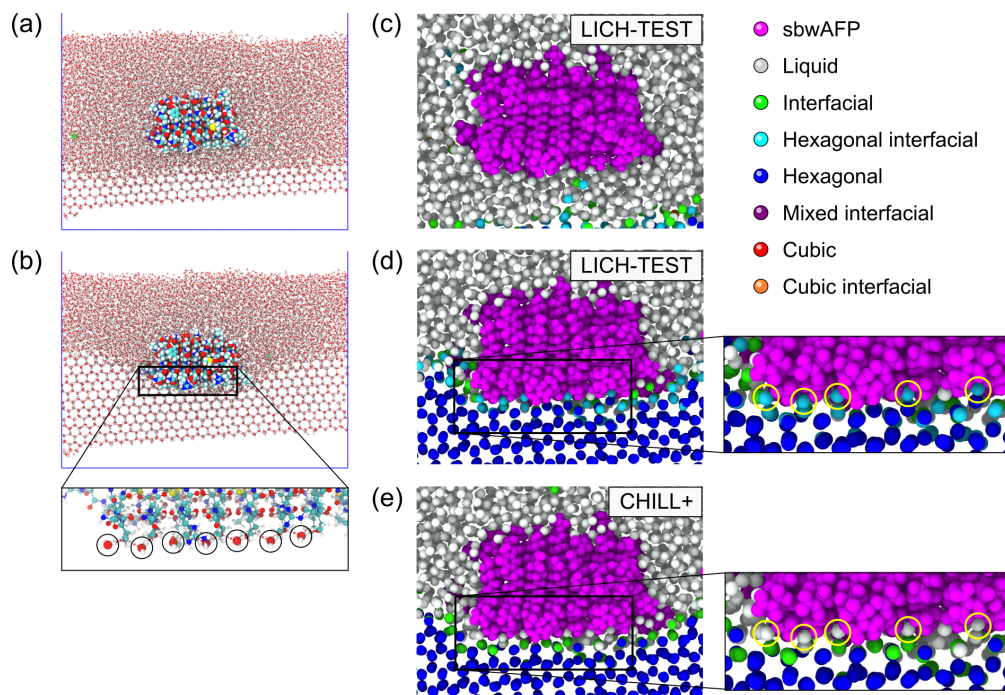 (a)
(b)
(c)
LICH-TEST
(d)
LICH-TEST
(e)
CHILL+
sbwAFP
Liquid
Interfacial
Hexagonal interfacial
Hexagonal
Mixed interfacial
Cubic
Cubic interfacial